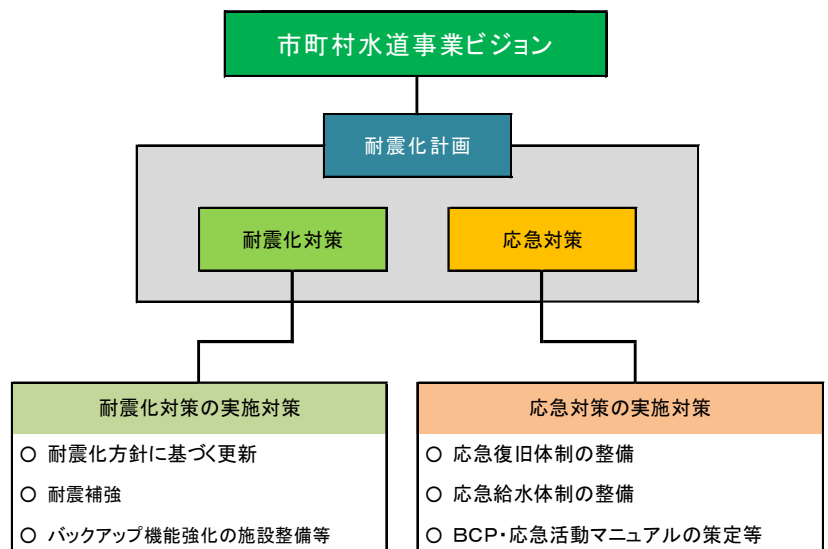 市町村水道事業ビジョン
耐震化計画
耐震化対策
応急対策
耐震化対策の実施対策
○ 耐震化方針に基づく更新
○ 耐震補強
○ バックアップ機能強化の施設整備等
応急対策の実施対策
○ 応急復旧体制の整備
○ 応急給水体制の整備
○ BCP・応急活動マニュアルの策定等